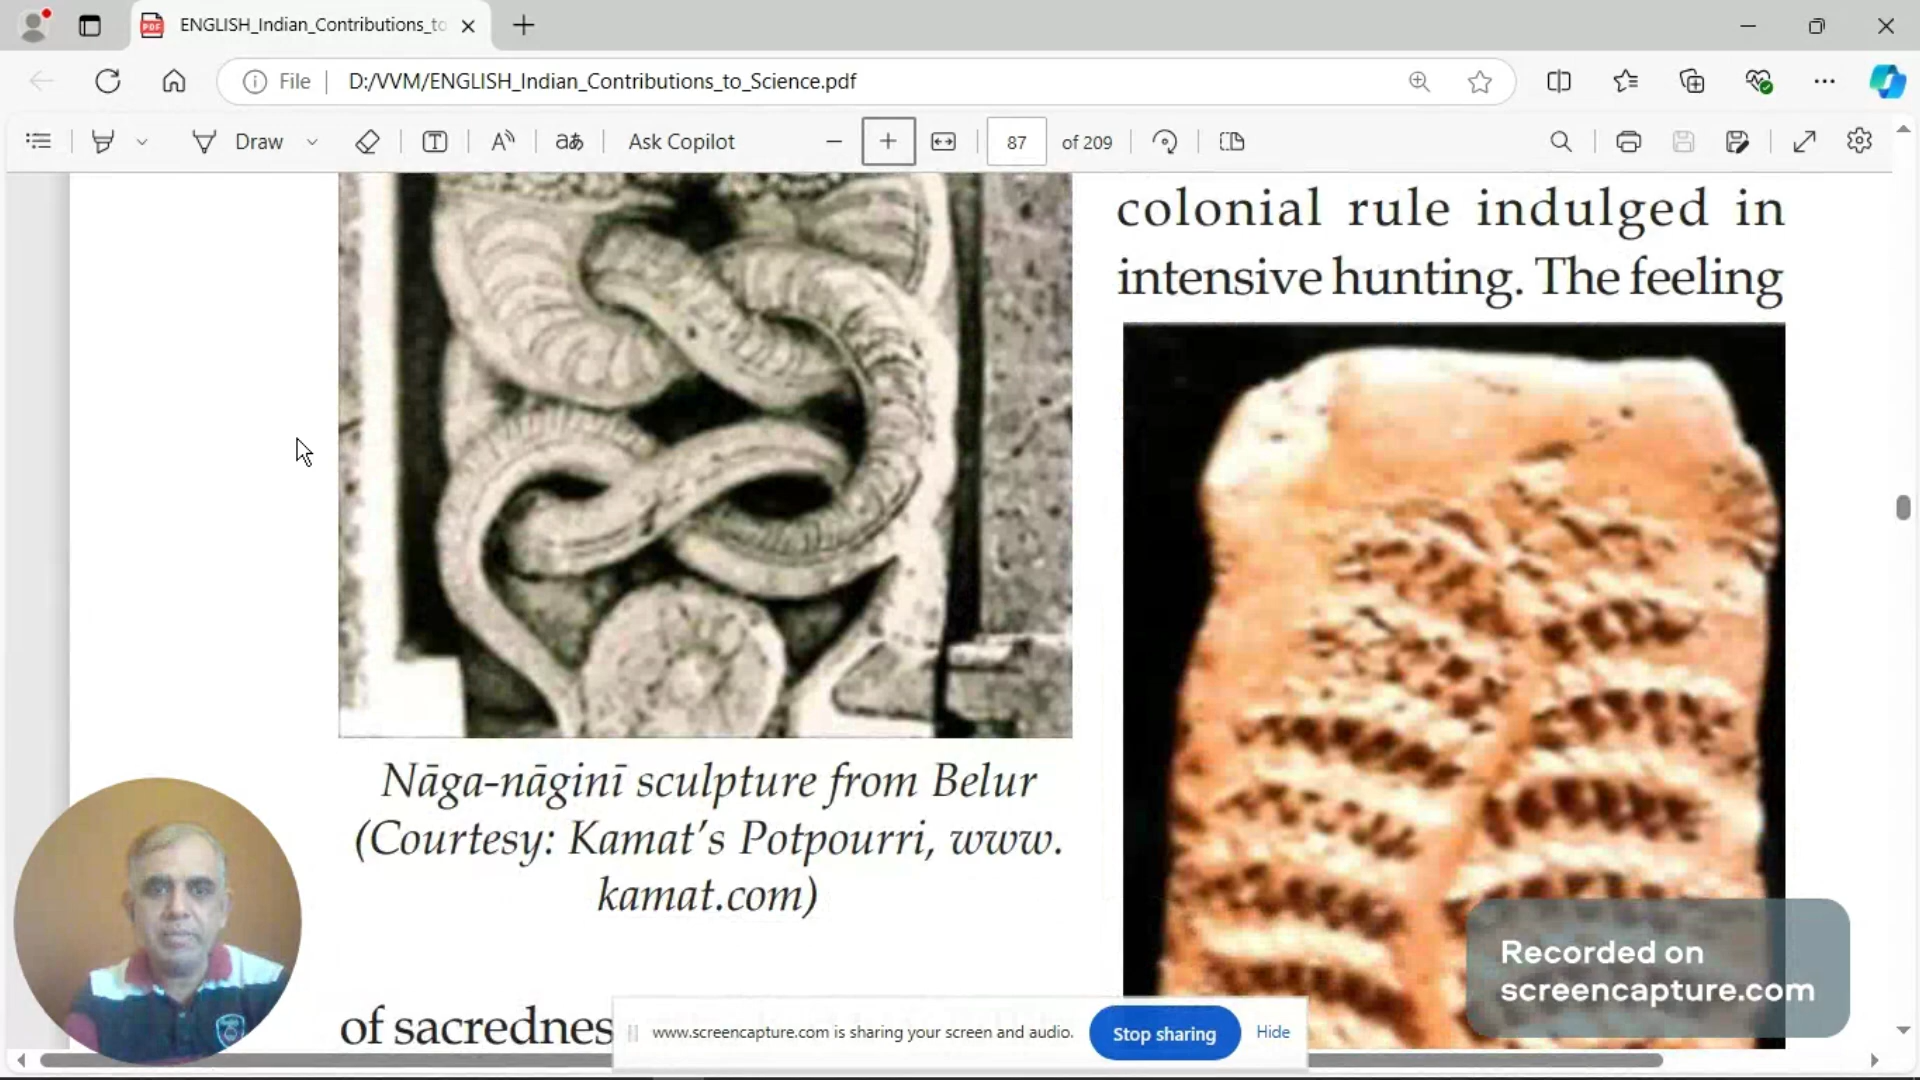 ENGLISH_Indian_Contributions_to
File
D:/VVM/ENGLISH_Indian_Contributions_to_Science.pdf
Draw
Ask Copilot
87
of 209
colonial rule indulged in
intensive hunting. The feeling
Nāga-nāginī sculpture from Belur
(Courtesy: Kamat's Potpourri, www.
kamat.com)
of sacrednes
www.screencapture.com is sharing your screen and audio.
Stop sharing
Hide
Recorded on
screencapture.com